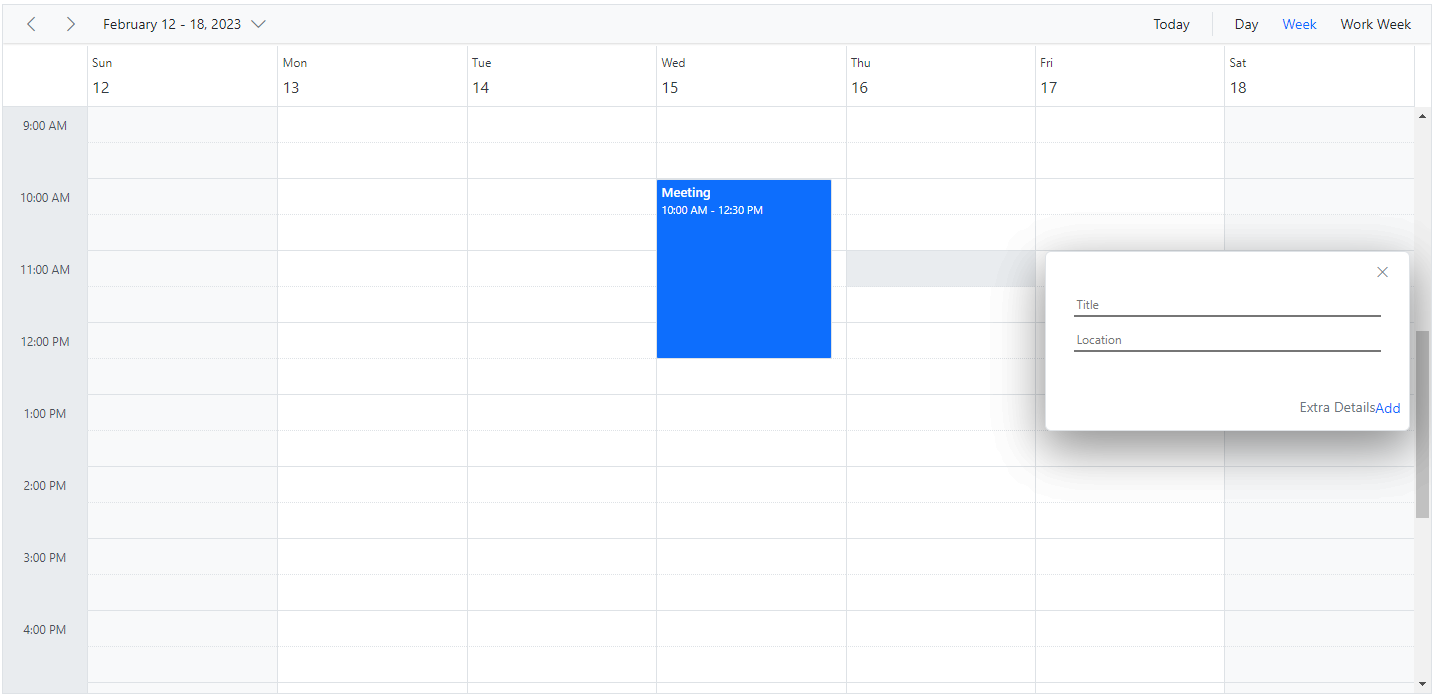 February 12 - 18, 2023 Today Day Week Work Week
Sun Mon Tue Wed Thu Fri Sat
12 13 14 15 16 17 18
9:00 AM
10:00 AM
Meeting
10:00 AM - 12:30 PM
11:00 AM
Title
12:00 PM
Location
1:00 PM
Extra Details Add
2:00 PM
3:00 PM
4:00 PM